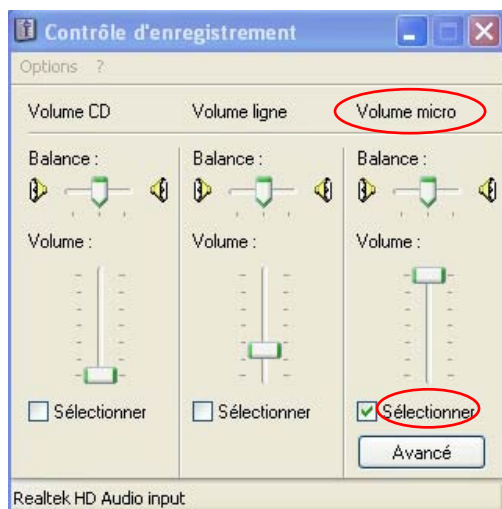 Contrôle d'enregistrement
Options ?
Volume CD Volume ligne Volume micro
Balance : Balance : Balance :
Volume : Volume : Volume :
Sélectionner Sélectionner Sélectionner
Avancé
Realtek HD Audio input